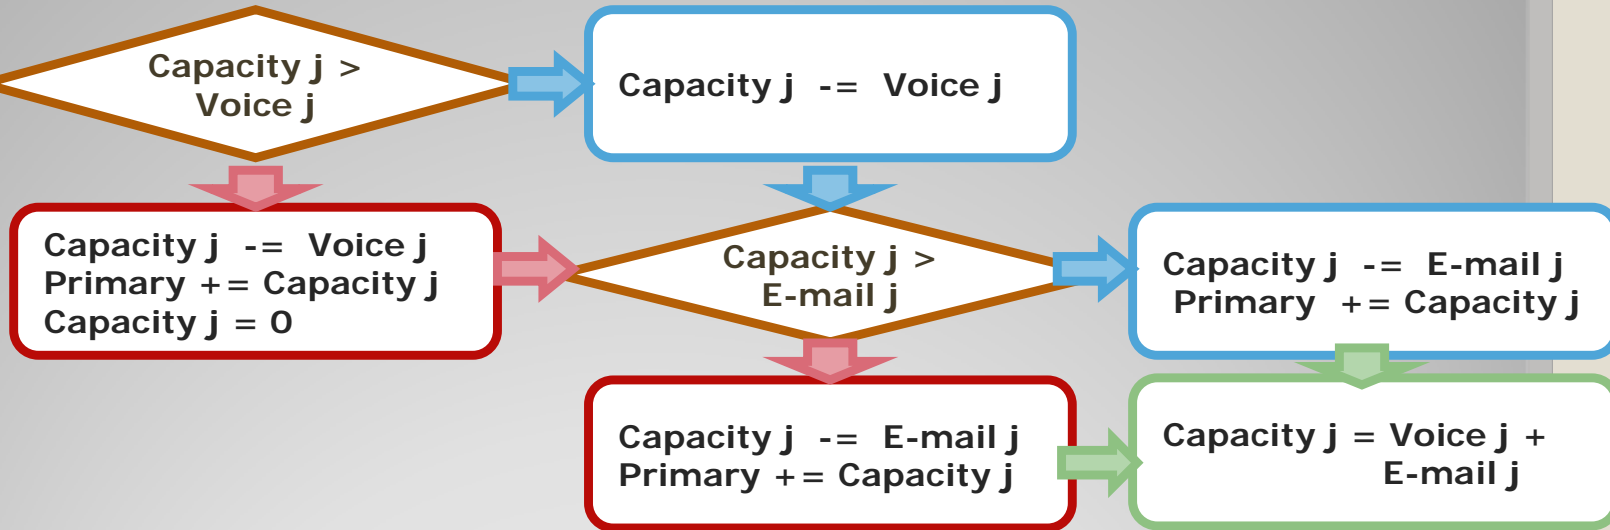 Capacity j >
Voice j
Capacity j -= Voice j
Capacity j -= Voice j
Primary += Capacity j
Capacity j = 0
Capacity j >
E-mail j
Capacity j -= E-mail j
Primary += Capacity j
Capacity j -= E-mail j
Primary += Capacity j
Capacity j = Voice j +
E-mail j